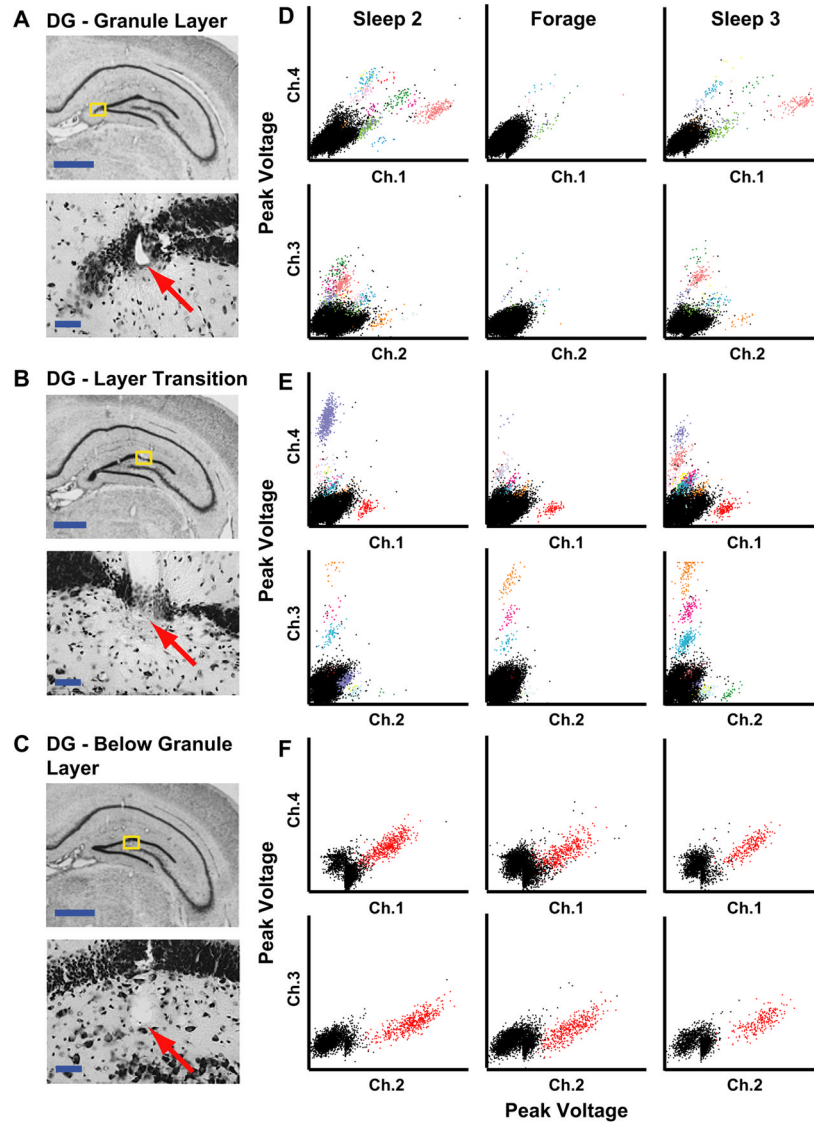 A DG - Granule Layer
D Sleep 2 Forage Sleep 3
Ch.4
Ch.1 Ch.1 Ch.1
Peak Voltage
Ch.3
Ch.2 Ch.2 Ch.2
B DG - Layer Transition
E
Ch.4
Ch.1 Ch.1 Ch.1
Peak Voltage
Ch.3
Ch.2 Ch.2 Ch.2
C DG - Below Granule
Layer
F
Ch.4
Ch.1 Ch.1 Ch.1
Peak Voltage
Ch.3
Ch.2 Ch.2 Ch.2
Peak Voltage